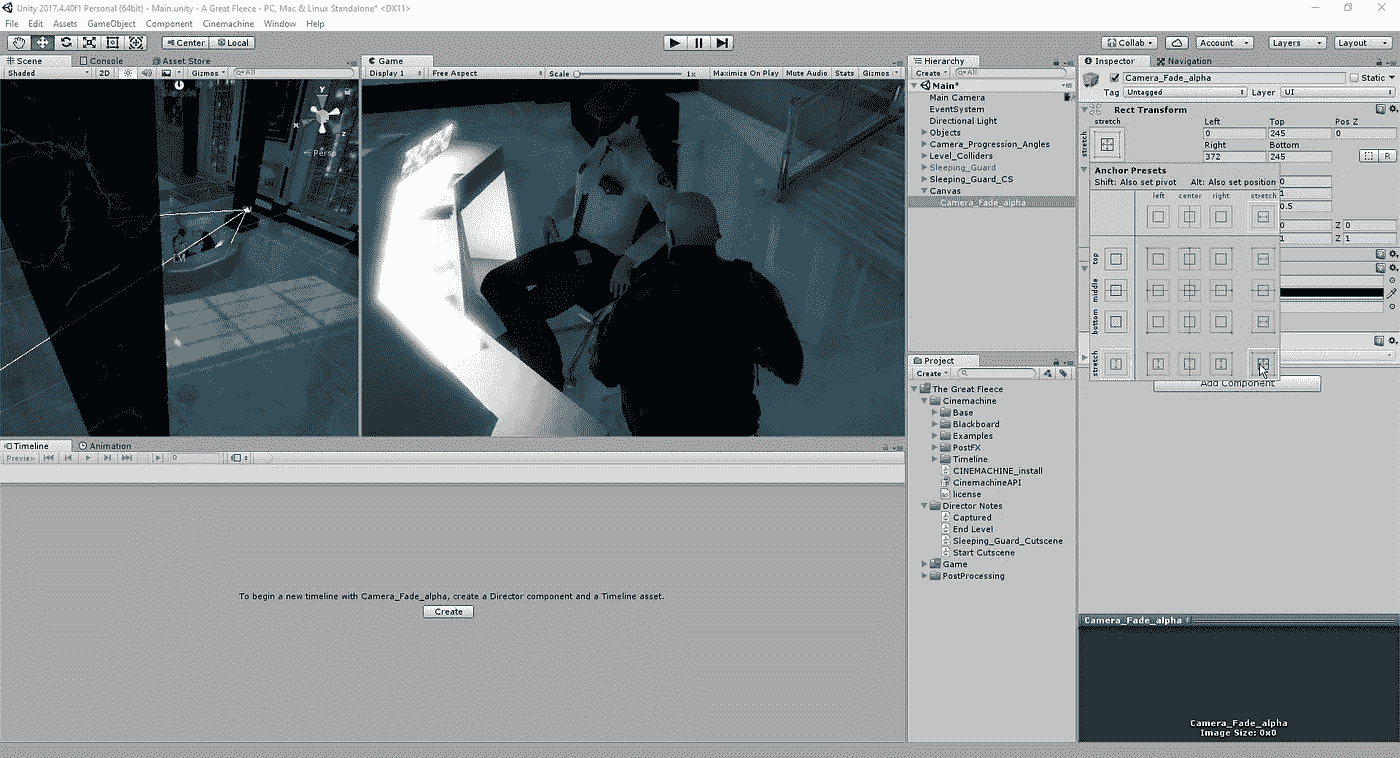 Unity 2017.4.40f1 Personal (64bit) - Main.unity - A Great Fleece - PC, Mac & Linux Standalone* <DX11>
File Edit Assets GameObject Component Cinemachine Window Help
Center Local Collab Account Layers Layout
Scene Console Asset Store
Shaded 2D Gizmos All
Persp
y
x
z
Game
Display 1 Free Aspect Scale 1x Maximize On Play Mute Audio Stats Gizmos
Hierarchy
Create All
Main*
Main Camera
EventSystem
Directional Light
Objects
Camera_Progression_Angles
Level_Colliders
Sleeping_Guard
Sleeping_Guard_CS
Canvas
Camera_Fade_alpha
Project
Create
The Great Fleece
Cinemachine
Base
Blackboard
Examples
PostFX
Timeline
CINEMACHINE_install
CinemachineAPI
license
Director Notes
Captured
End Level
Sleeping_Guard_Cutscene
Start Cutscene
Game
PostProcessing
Inspector Navigation
Camera_Fade_alpha Static
Tag Untagged Layer UI
Rect Transform
stretch Left Top Pos Z
stretch 0 245 0
Right Bottom
372 245 R
Anchor Presets
Shift: Also set pivot Alt: Also set position
left center right stretch
top
middle
bottom
stretch
0
1
0.5
0 Z 0
1 Z 1
Add Component
Camera_Fade_alpha
Camera_Fade_alpha
Image Size: 0x0
Timeline Animation
Preview 0
To begin a new timeline with Camera_Fade_alpha, create a Director component and a Timeline asset.
Create